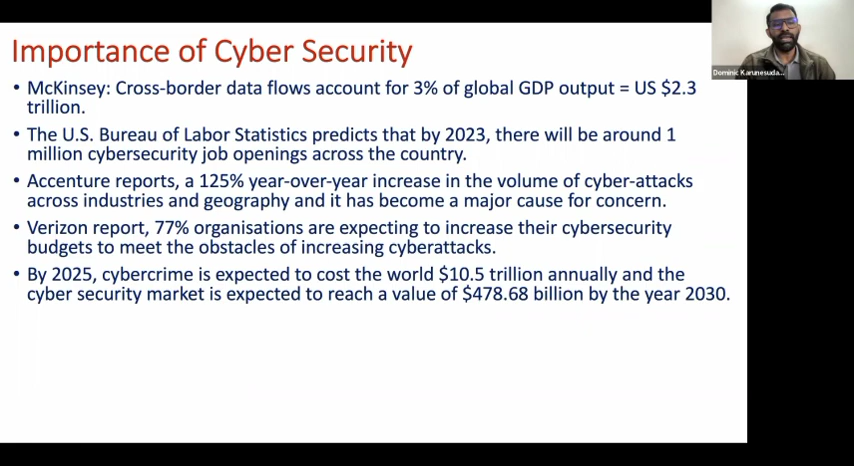 Importance of Cyber Security
• McKinsey: Cross-border data flows account for 3% of global GDP output = US $2.3
trillion.
• The U.S. Bureau of Labor Statistics predicts that by 2023, there will be around 1
million cybersecurity job openings across the country.
• Accenture reports, a 125% year-over-year increase in the volume of cyber-attacks
across industries and geography and it has become a major cause for concern.
• Verizon report, 77% organisations are expecting to increase their cybersecurity
budgets to meet the obstacles of increasing cyberattacks.
• By 2025, cybercrime is expected to cost the world $10.5 trillion annually and the
cyber security market is expected to reach a value of $478.68 billion by the year 2030.
Dominic Karunesuda...